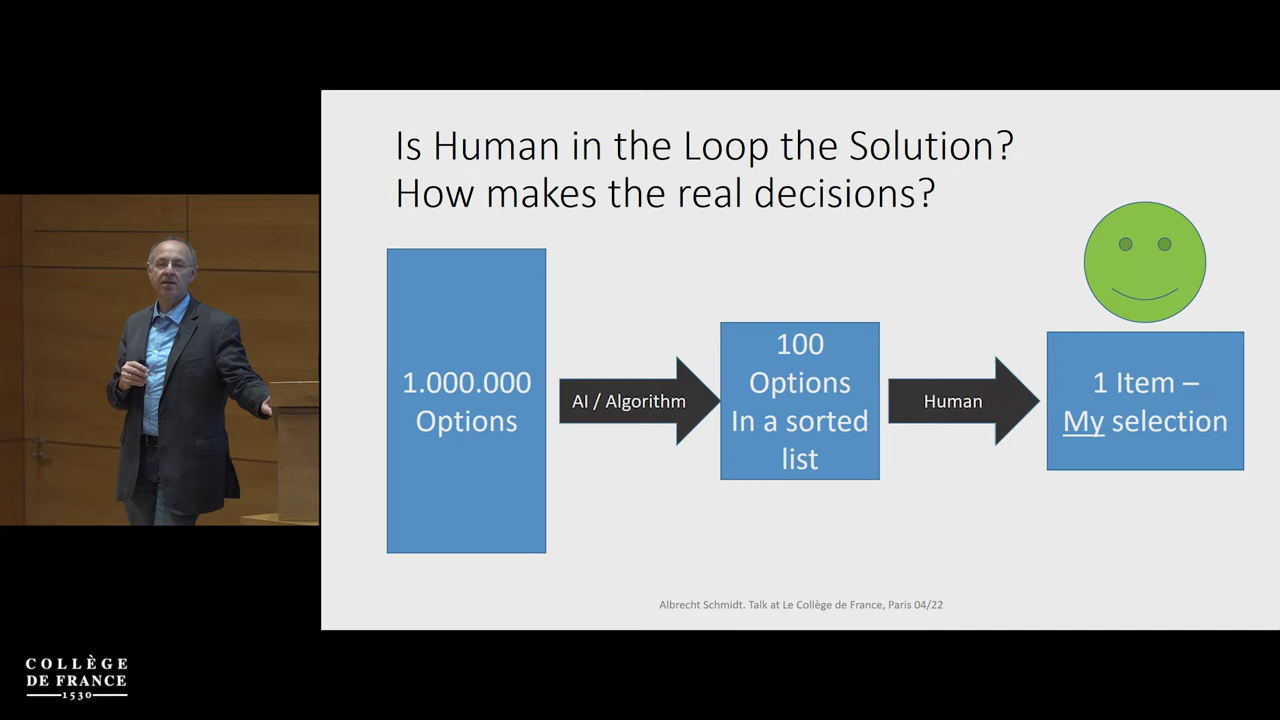 Is Human in the Loop the Solution?
How makes the real decisions?
1.000.000
Options
AI / Algorithm
100
Options
In a sorted
list
Human
1 Item –
My selection
Albrecht Schmidt. Talk at Le Collège de France, Paris 04/22
COLLÈGE
DE FRANCE
1530